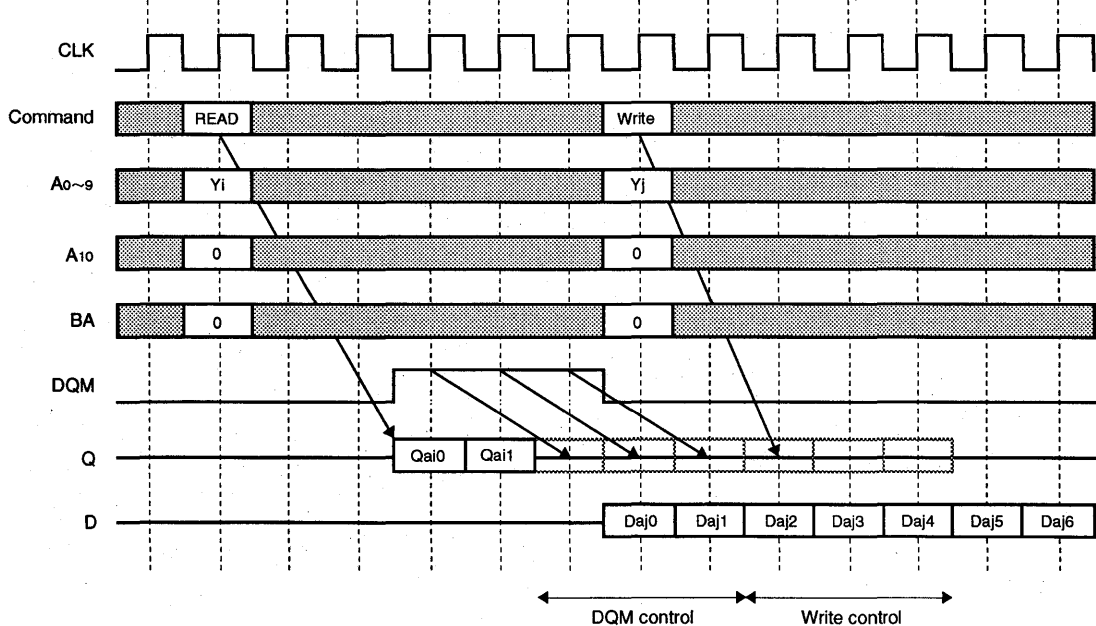 CLK
Command READ Write
A0~9 Yi Yj
A10 0 0
BA 0 0
DQM
Q Qai0 Qai1
D Daj0 Daj1 Daj2 Daj3 Daj4 Daj5 Daj6
DQM control Write control